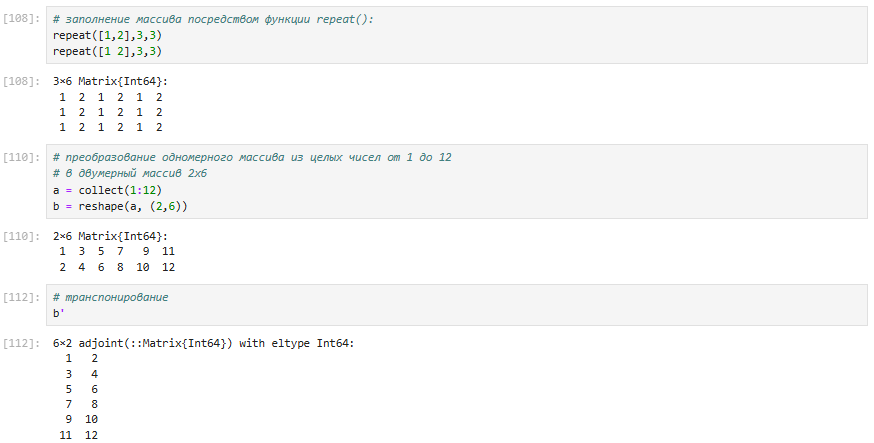 [108]: # заполнение массива посредством функции repeat():
repeat([1,2],3,3)
repeat([1 2],3,3)
[108]: 3×6 Matrix{Int64}:
1 2 1 2 1 2
1 2 1 2 1 2
1 2 1 2 1 2
[110]: # преобразование одномерного массива из целых чисел от 1 до 12
# в двумерный массив 2x6
a = collect(1:12)
b = reshape(a, (2,6))
[110]: 2×6 Matrix{Int64}:
1 3 5 7 9 11
2 4 6 8 10 12
[112]: # транспонирование
b'
[112]: 6×2 adjoint(::Matrix{Int64}) with eltype Int64:
1 2
3 4
5 6
7 8
9 10
11 12